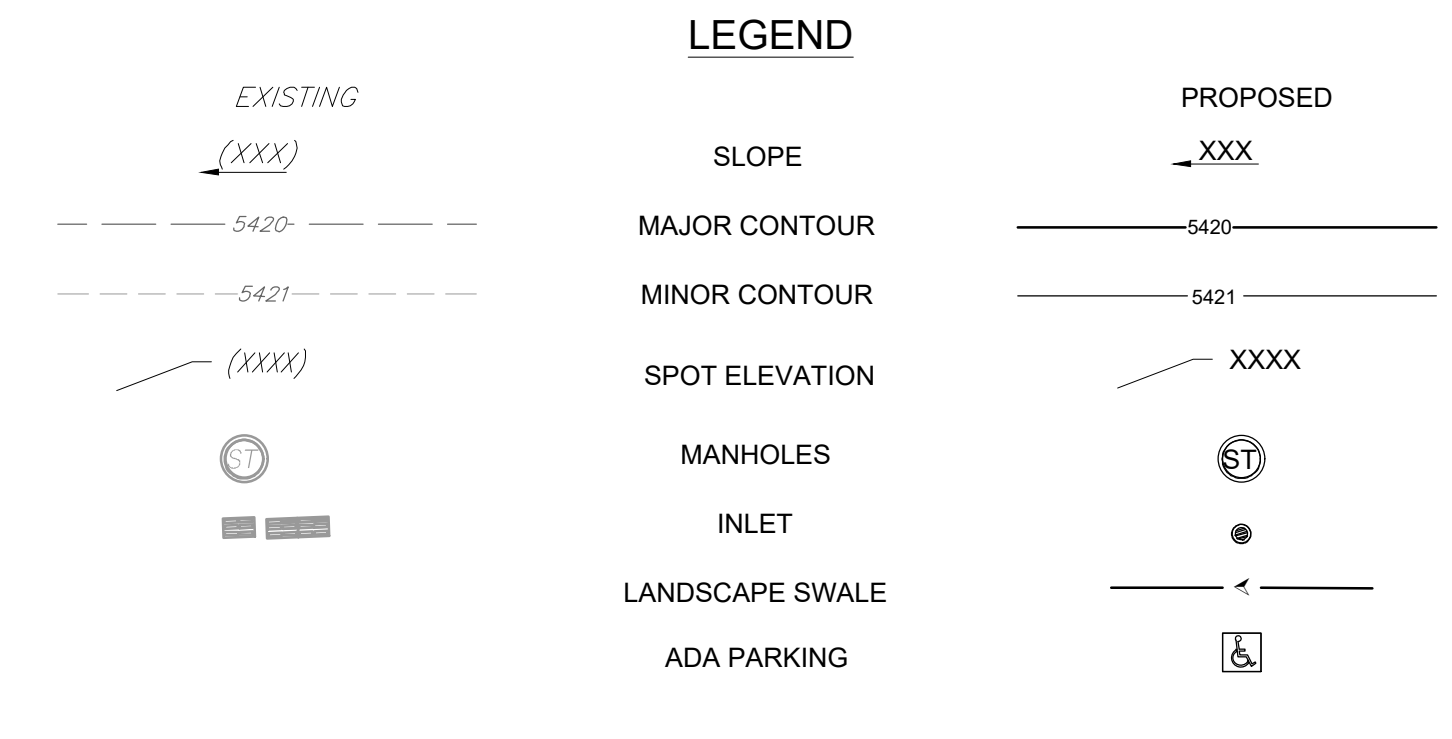 LEGEND
EXISTING PROPOSED
(XXX) SLOPE XXX
5420 MAJOR CONTOUR 5420
5421 MINOR CONTOUR 5421
(XXXX) SPOT ELEVATION XXXX
ST MANHOLES ST
INLET
LANDSCAPE SWALE
ADA PARKING